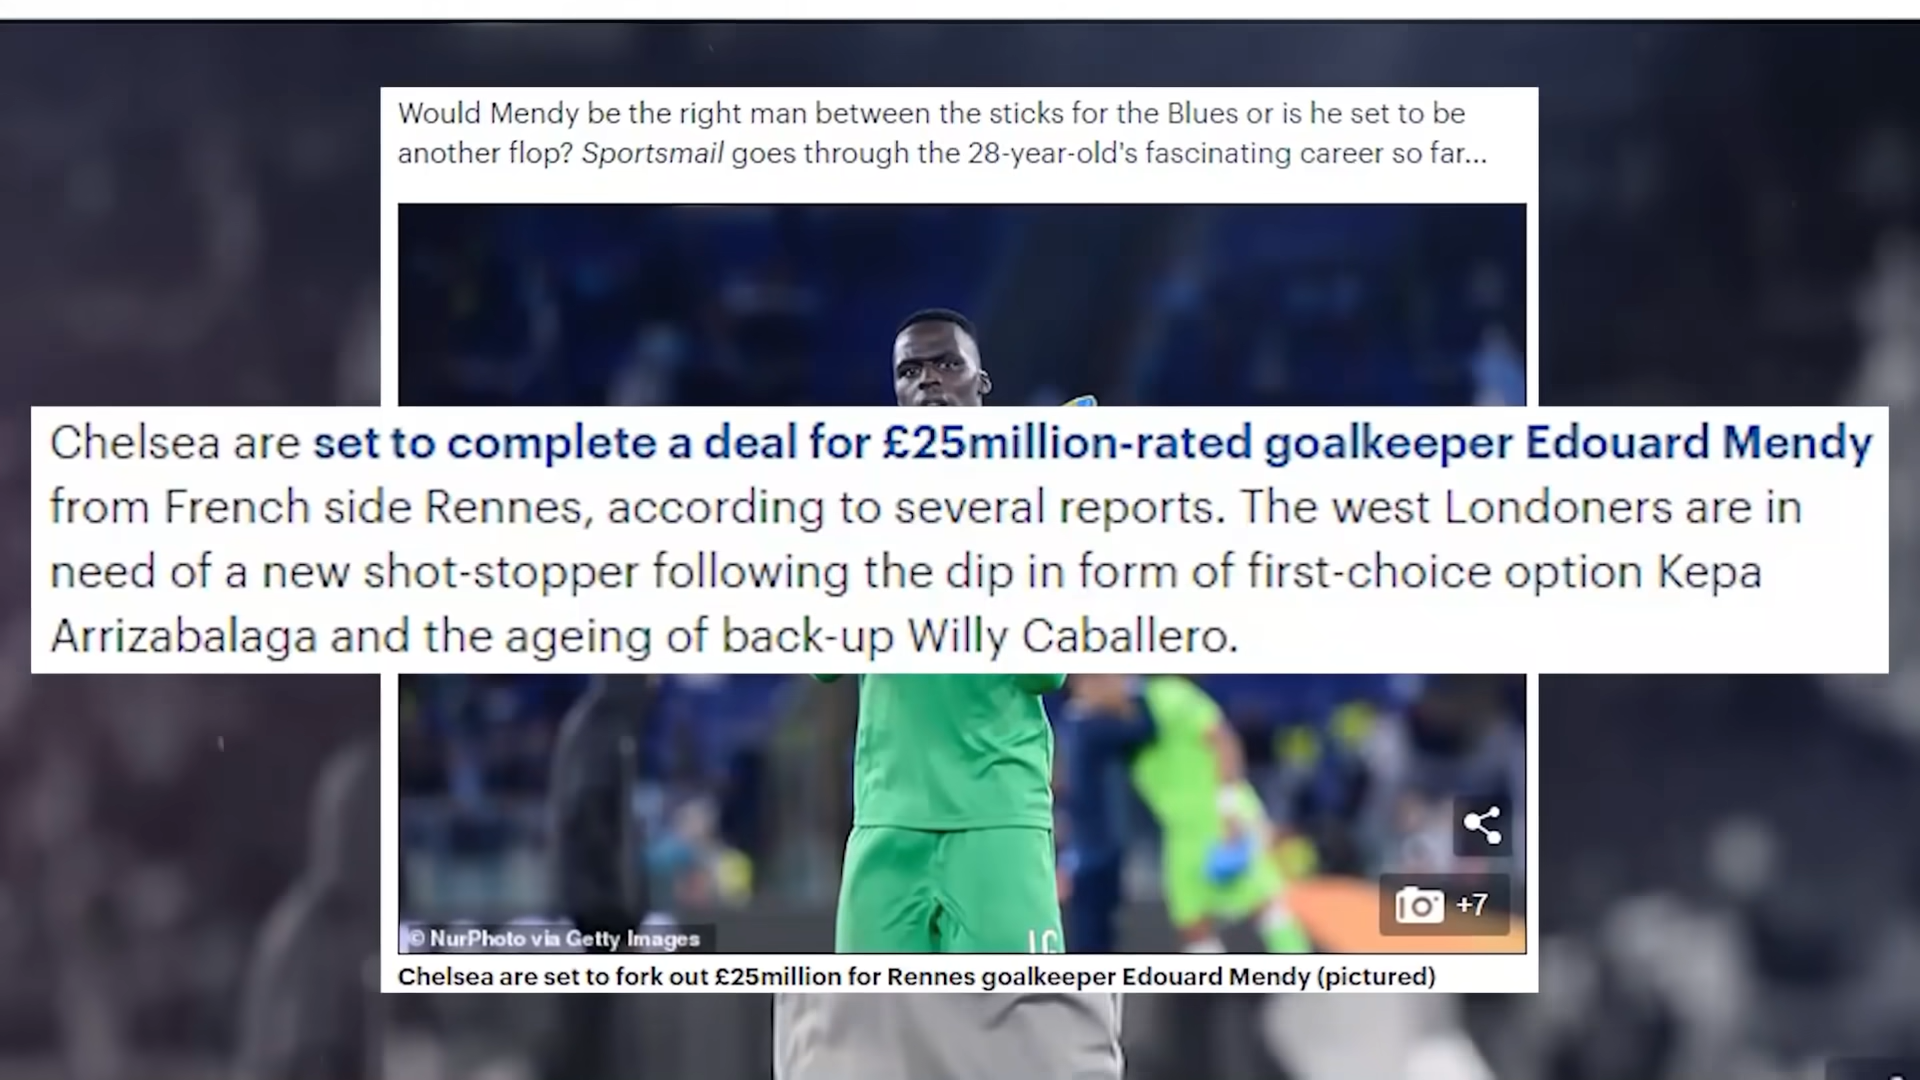 Would Mendy be the right man between the sticks for the Blues or is he set to be
another flop? Sportsmail goes through the 28-year-old's fascinating career so far...
Chelsea are set to complete a deal for £25million-rated goalkeeper Edouard Mendy
from French side Rennes, according to several reports. The west Londoners are in
need of a new shot-stopper following the dip in form of first-choice option Kepa
Arrizabalaga and the ageing of back-up Willy Caballero.
+7
© NurPhoto via Getty Images
Chelsea are set to fork out £25million for Rennes goalkeeper Edouard Mendy (pictured)